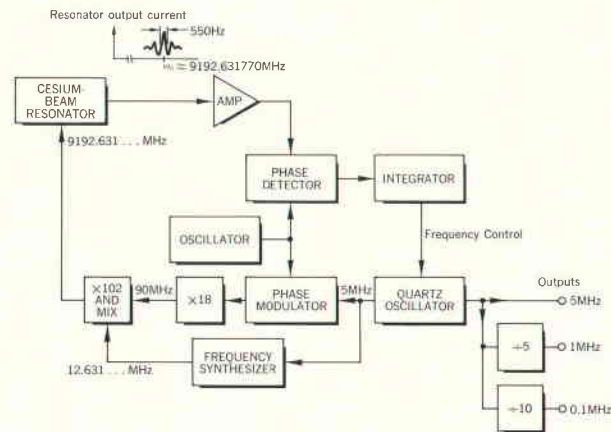 Resonator output current
550Hz
≈ 9192.631770MHz
CESIUM-
BEAM
RESONATOR
AMP
9192.631 . . . MHz
PHASE
DETECTOR
INTEGRATOR
OSCILLATOR
Frequency Control
×102
AND
MIX
90MHz
×18
PHASE
MODULATOR
5MHz
QUARTZ
OSCILLATOR
Outputs
5MHz
12.631 . . . MHz
FREQUENCY
SYNTHESIZER
÷5
1MHz
÷10
0.1MHz